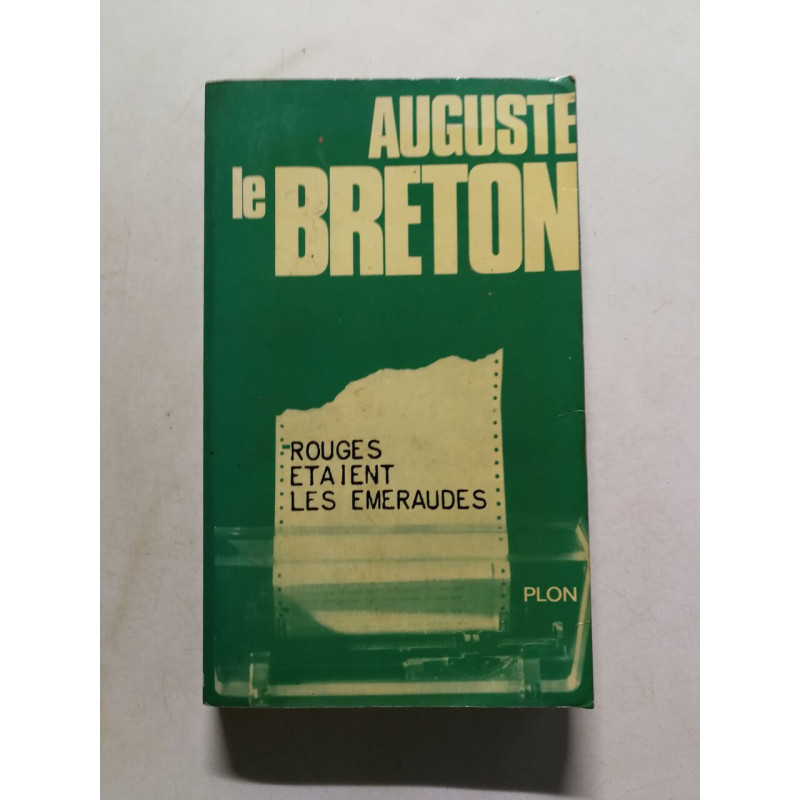 AUGUSTE
le BRETON
ROUGES
ETAIENT
LES EMERAUDES
PLON